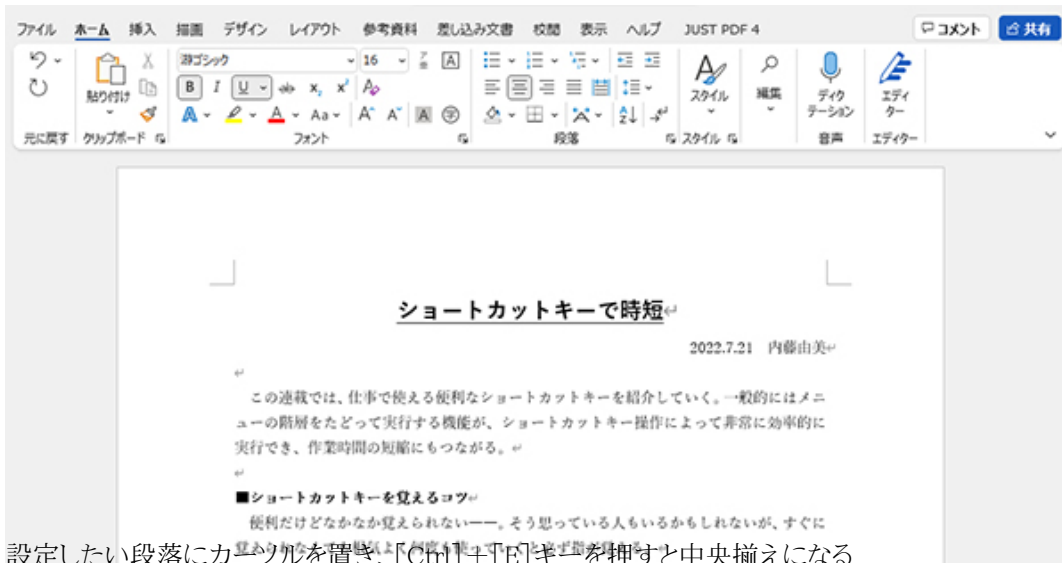 ファイル ホーム 挿入 描画 デザイン レイアウト 参考資料 差し込み文書 校閲 表示 ヘルプ JUST PDF 4 コメント 共有
游ゴシック 16
貼り付け スタイル 編集 ディクテーション エディター
元に戻す クリップボード フォント 段落 スタイル 音声 エディター
ショートカットキーで時短
2022.7.21 内藤由美
この連載では、仕事で使える便利なショートカットキーを紹介していく。一般的にはメニ
ューの階層をたどって実行する機能が、ショートカットキー操作によって非常に効率的に
実行でき、作業時間の短縮にもつながる。
■ショートカットキーを覚えるコツ
便利だけどなかなか覚えられない――。そう思っている人もいるかもしれないが、すぐに
設定したい段落にカーソルを置き、「Ctrl」+「E」キーを押すと中央揃えになる